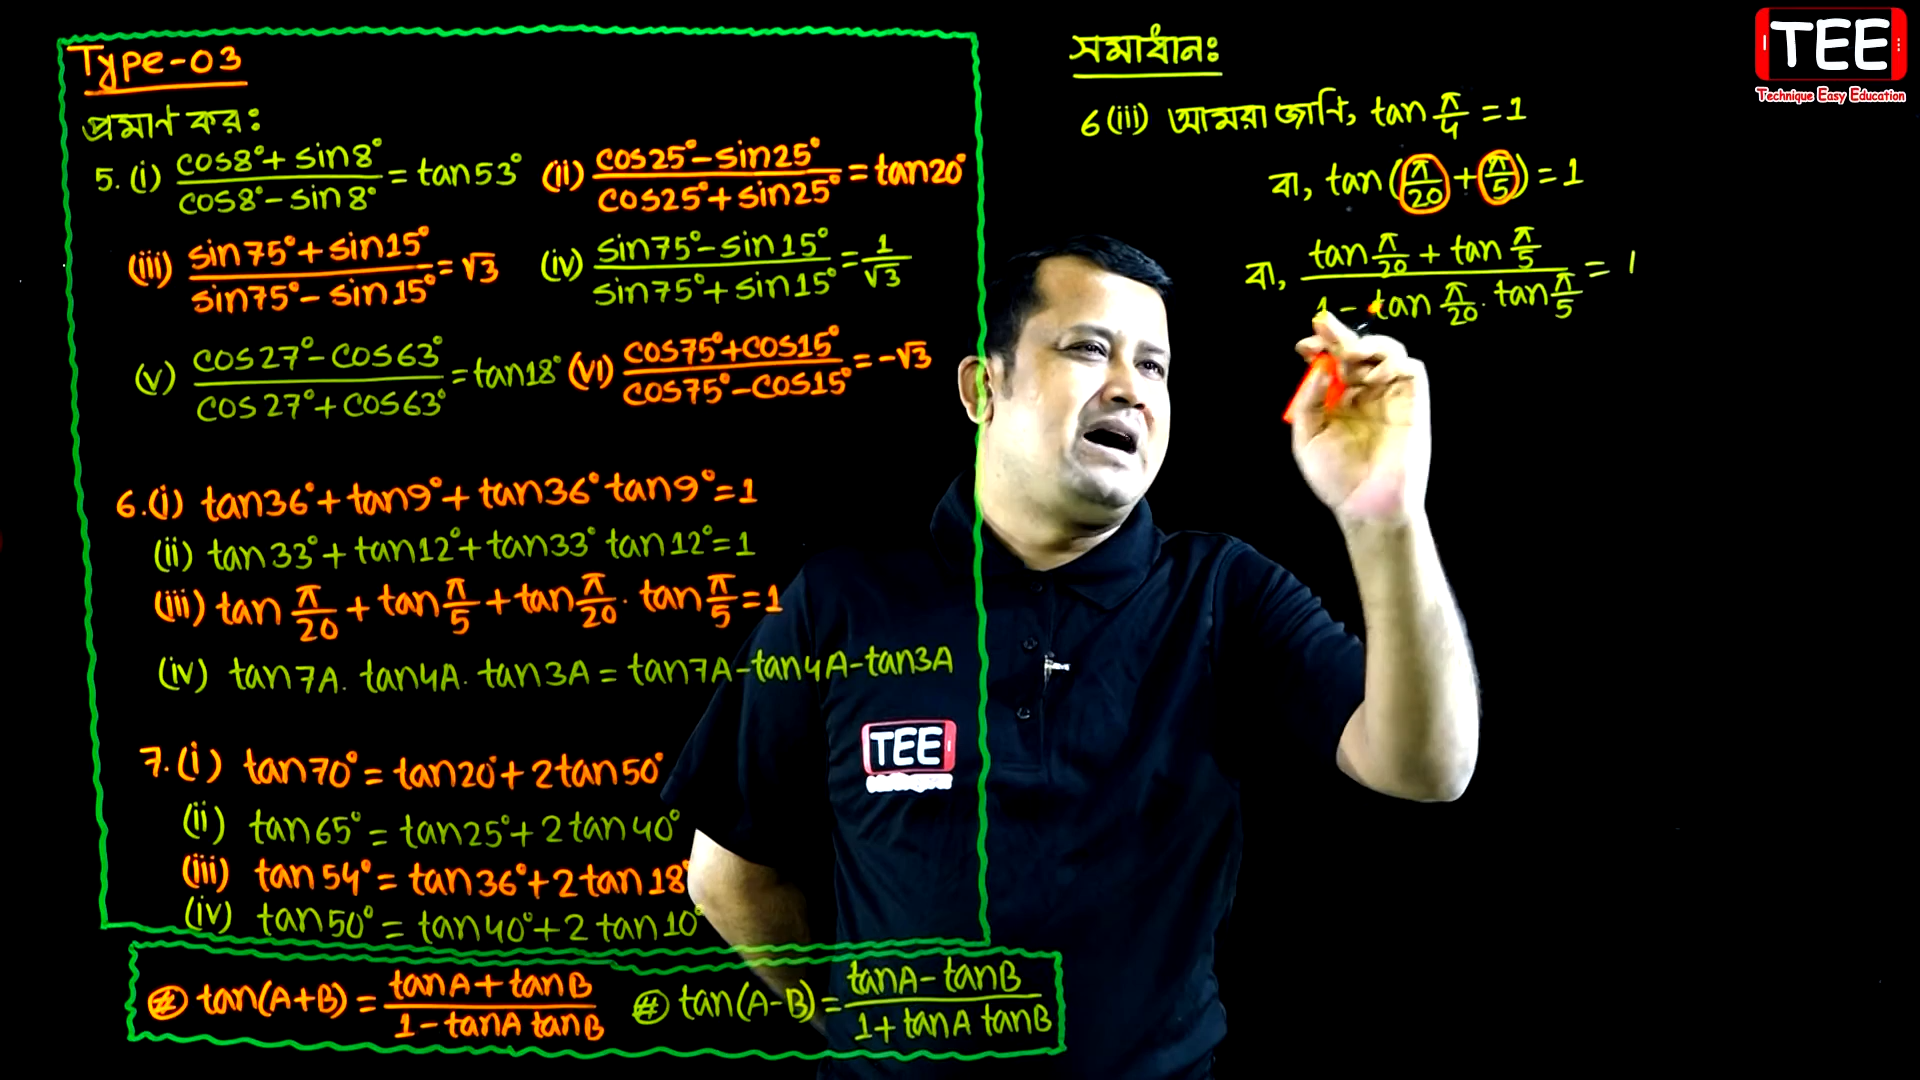 Type-03
প্রমাণ কর:
5. (i) (cos8°+ sin8°)/(cos8°- sin8°) = tan53° (ii) (cos25°-sin25°)/(cos25°+sin25°) = tan20°
(iii) (sin75°+sin15°)/(sin75°-sin15°) = √3 (iv) (sin75°-sin15°)/(sin75°+sin15°) = 1/√3
(v) (cos27°-cos63°)/(cos27°+cos63°) = tan18° (vi) (cos75°+cos15°)/(cos75°-cos15°) = -√3
6.(i) tan36°+tan9°+tan36°tan9°=1
(ii) tan33°+tan12°+tan33° tan12°=1
(iii) tan π/20 + tan π/5 + tan π/20 . tan π/5 = 1
(iv) tan7A. tan4A. tan3A = tan7A-tan4A-tan3A
7.(i) tan70° = tan20°+2tan50°
(ii) tan65° = tan25°+2tan40°
(iii) tan54° = tan36°+2tan18°
(iv) tan50° = tan40°+2 tan10°
# tan(A+B) = (tanA+tanB)/(1-tanA tanB) # tan(A-B) = (tanA-tanB)/(1+tanA tanB)
সমাধানঃ
6(iii) আমরা জানি, tan π/4 = 1
বা, tan(π/20 + π/5) = 1
বা, (tan π/20 + tan π/5)/(1 - tan π/20 . tan π/5) = 1
TEE
Technique Easy Education
TEE